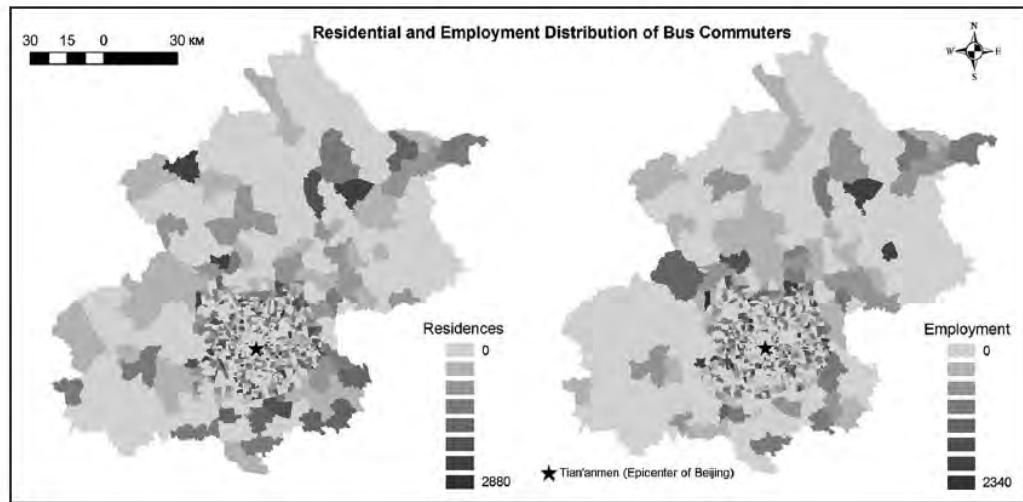 Residential and Employment Distribution of Bus Commuters
30 15 0 30 KM
N
W E
S
Residences
0
2880
Employment
0
2340
Tian'anmen (Epicenter of Beijing)